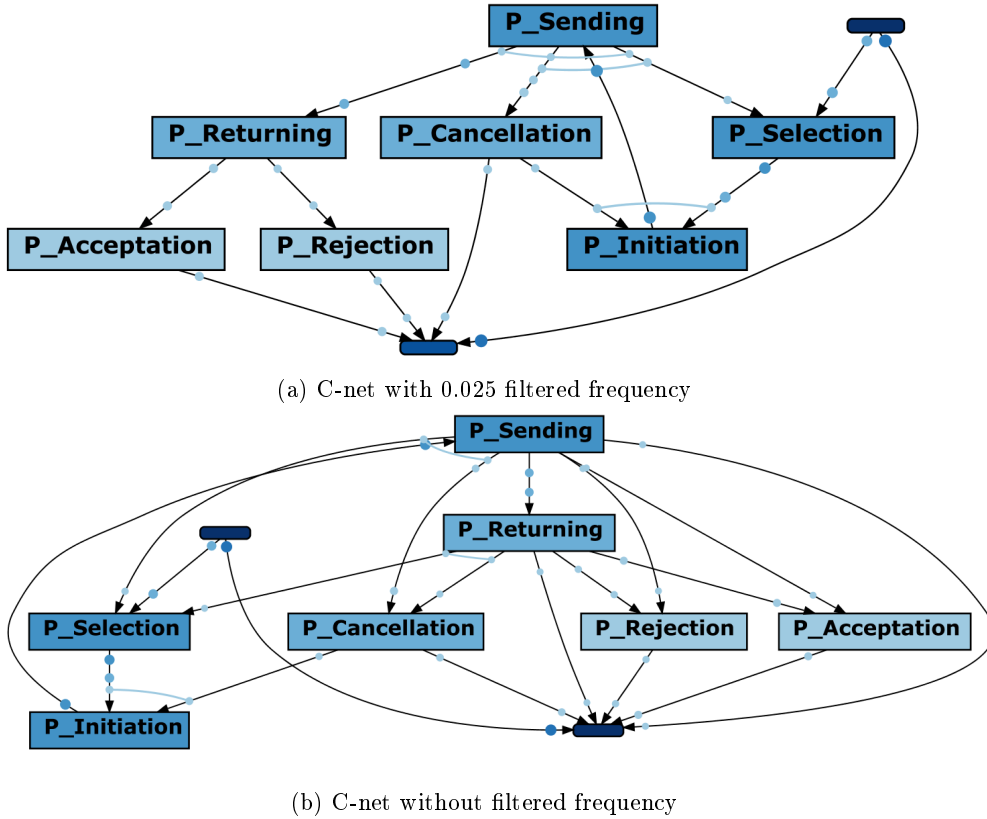 P_Sending
P_Returning
P_Cancellation
P_Selection
P_Acceptation
P_Rejection
P_Initiation
(a) C-net with 0.025 filtered frequency
P_Sending
P_Returning
P_Selection
P_Cancellation
P_Rejection
P_Acceptation
P_Initiation
(b) C-net without filtered frequency